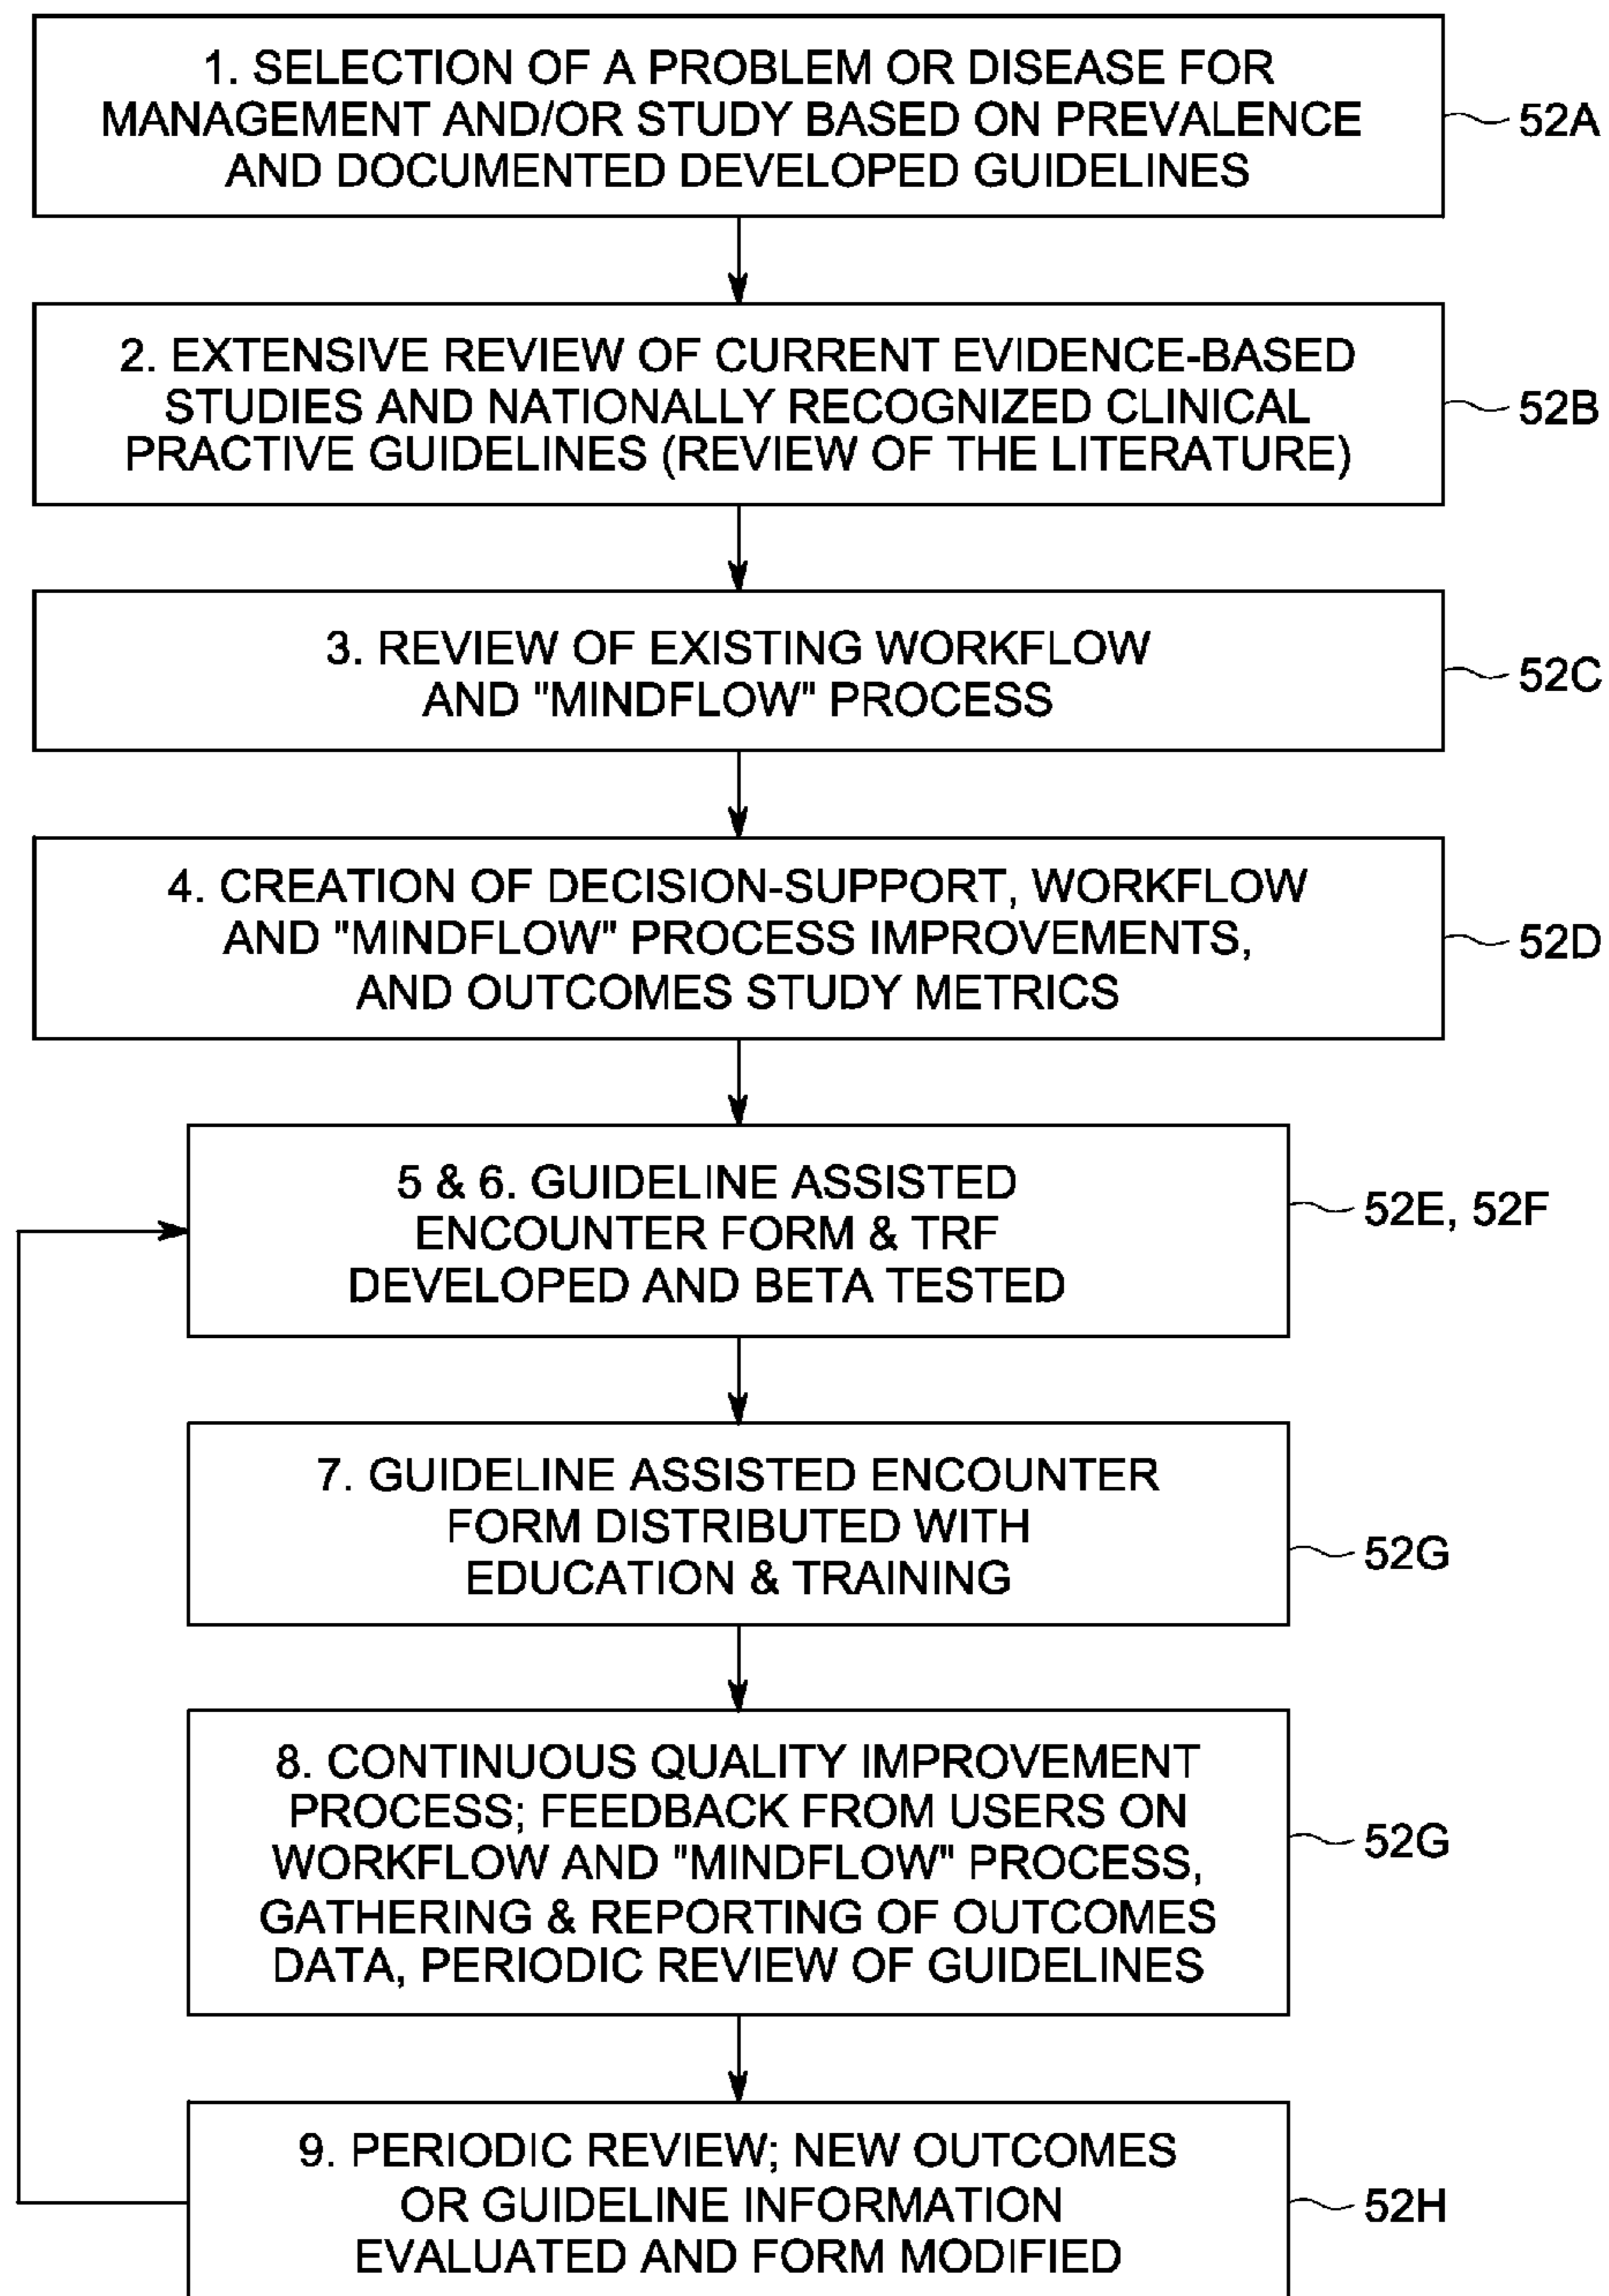 1. SELECTION OF A PROBLEM OR DISEASE FOR
MANAGEMENT AND/OR STUDY BASED ON PREVALENCE
AND DOCUMENTED DEVELOPED GUIDELINES
52A
2. EXTENSIVE REVIEW OF CURRENT EVIDENCE-BASED
STUDIES AND NATIONALLY RECOGNIZED CLINICAL
PRACTIVE GUIDELINES (REVIEW OF THE LITERATURE)
52B
3. REVIEW OF EXISTING WORKFLOW
AND "MINDFLOW" PROCESS
52C
4. CREATION OF DECISION-SUPPORT, WORKFLOW
AND "MINDFLOW" PROCESS IMPROVEMENTS,
AND OUTCOMES STUDY METRICS
52D
5 & 6. GUIDELINE ASSISTED
ENCOUNTER FORM & TRF
DEVELOPED AND BETA TESTED
52E, 52F
7. GUIDELINE ASSISTED ENCOUNTER
FORM DISTRIBUTED WITH
EDUCATION & TRAINING
52G
8. CONTINUOUS QUALITY IMPROVEMENT
PROCESS; FEEDBACK FROM USERS ON
WORKFLOW AND "MINDFLOW" PROCESS,
GATHERING & REPORTING OF OUTCOMES
DATA, PERIODIC REVIEW OF GUIDELINES
52G
9. PERIODIC REVIEW; NEW OUTCOMES
OR GUIDELINE INFORMATION
EVALUATED AND FORM MODIFIED
52H